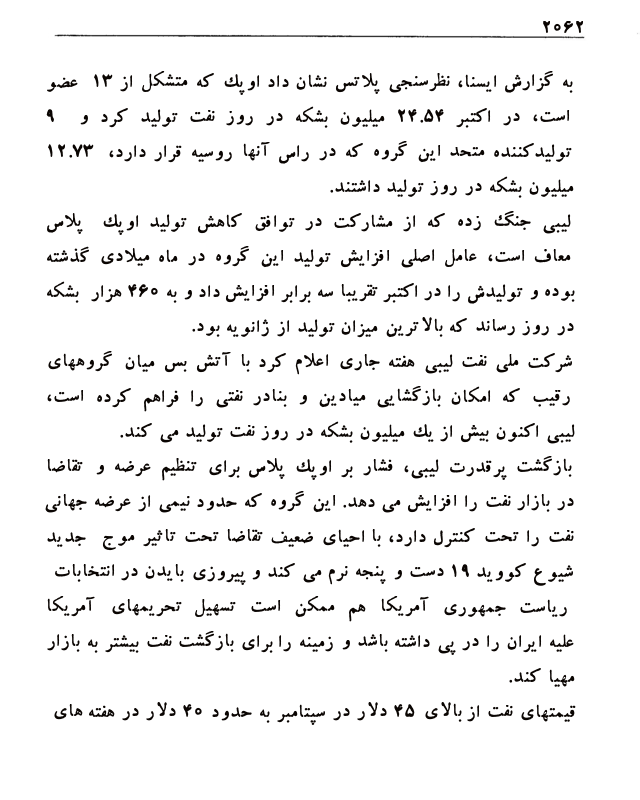 ۲۰۶۲
به گزارش ایسنا، نظرسنجی پلاتس نشان داد اوپك که متشکل از ۱۳ عضو
است، در اکتبر ۲۴.۵۴ میلیون بشکه در روز نفت تولید کرد و ۹
تولیدکننده متحد این گروه که در راس آنها روسیه قرار دارد، ۱۲.۷۳
میلیون بشکه در روز تولید داشتند.
لیبی جنگ زده که از مشارکت در توافق کاهش تولید اوپك پلاس
معاف است، عامل اصلی افزایش تولید این گروه در ماه میلادی گذشته
بوده و تولیدش را در اکتبر تقریبا سه برابر افزایش داد و به ۴۶۰ هزار بشکه
در روز رساند که بالاترین میزان تولید از ژانویه بود.
شرکت ملی نفت لیبی هفته جاری اعلام کرد با آتش بس میان گروههای
رقیب که امکان بازگشایی میادین و بنادر نفتی را فراهم کرده است،
لیبی اکنون بیش از یك میلیون بشکه در روز نفت تولید می کند.
بازگشت پرقدرت لیبی، فشار بر اوپك پلاس برای تنظیم عرضه و تقاضا
در بازار نفت را افزایش می دهد. این گروه که حدود نیمی از عرضه جهانی
نفت را تحت کنترل دارد، با احیای ضعیف تقاضا تحت تاثیر موج جدید
شیوع کووید ۱۹ دست و پنجه نرم می کند و پیروزی بایدن در انتخابات
ریاست جمهوری آمریکا هم ممکن است تسهیل تحریمهای آمریکا
علیه ایران را در پی داشته باشد و زمینه را برای بازگشت نفت بیشتر به بازار
مهیا کند.
قیمتهای نفت از بالای ۴۵ دلار در سپتامبر به حدود ۴۰ دلار در هفته های